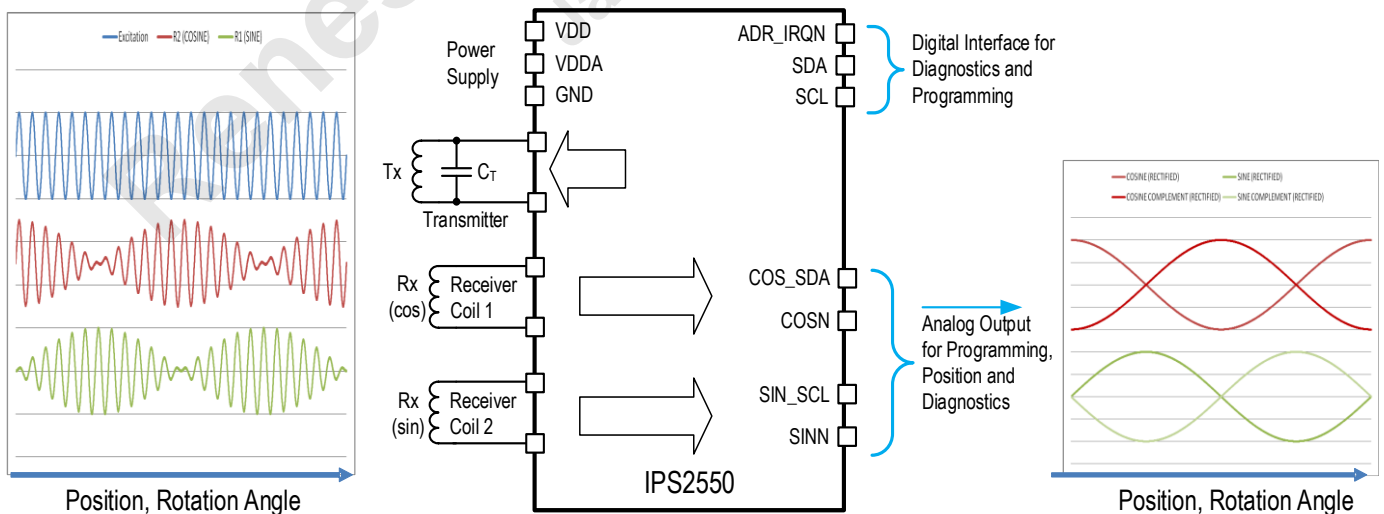 Excitation
R2 (COSINE)
R1 (SINE)
Position, Rotation Angle
Power
Supply
VDD
VDDA
GND
Tx
CT
Transmitter
Rx
(cos)
Receiver
Coil 1
Rx
(sin)
Receiver
Coil 2
ADR_IRQN
SDA
SCL
Digital Interface for
Diagnostics and
Programming
COS_SDA
COSN
SIN_SCL
SINN
Analog Output
for Programming,
Position and
Diagnostics
IPS2550
COSINE (RECTIFIED)
SINE (RECTIFIED)
COSINE COMPLEMENT (RECTIFIED)
SINE COMPLEMENT (RECTIFIED)
Position, Rotation Angle